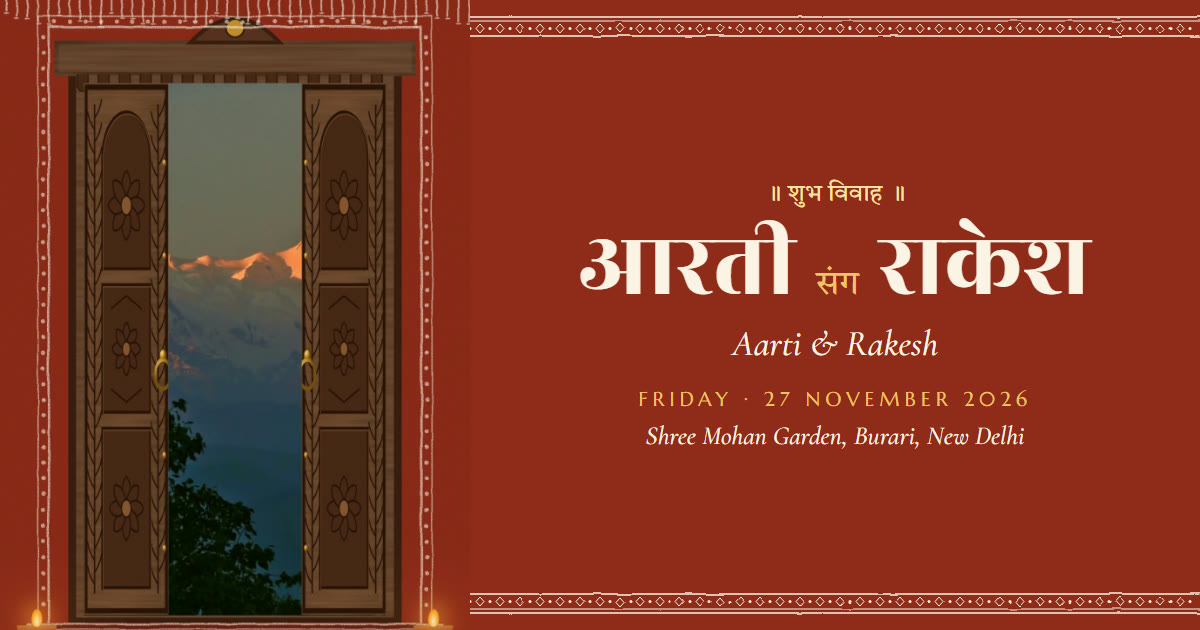 ॥ शुभ विवाह ॥
आरती संग राकेश
Aarti & Rakesh
FRIDAY · 27 NOVEMBER 2026
Shree Mohan Garden, Burari, New Delhi